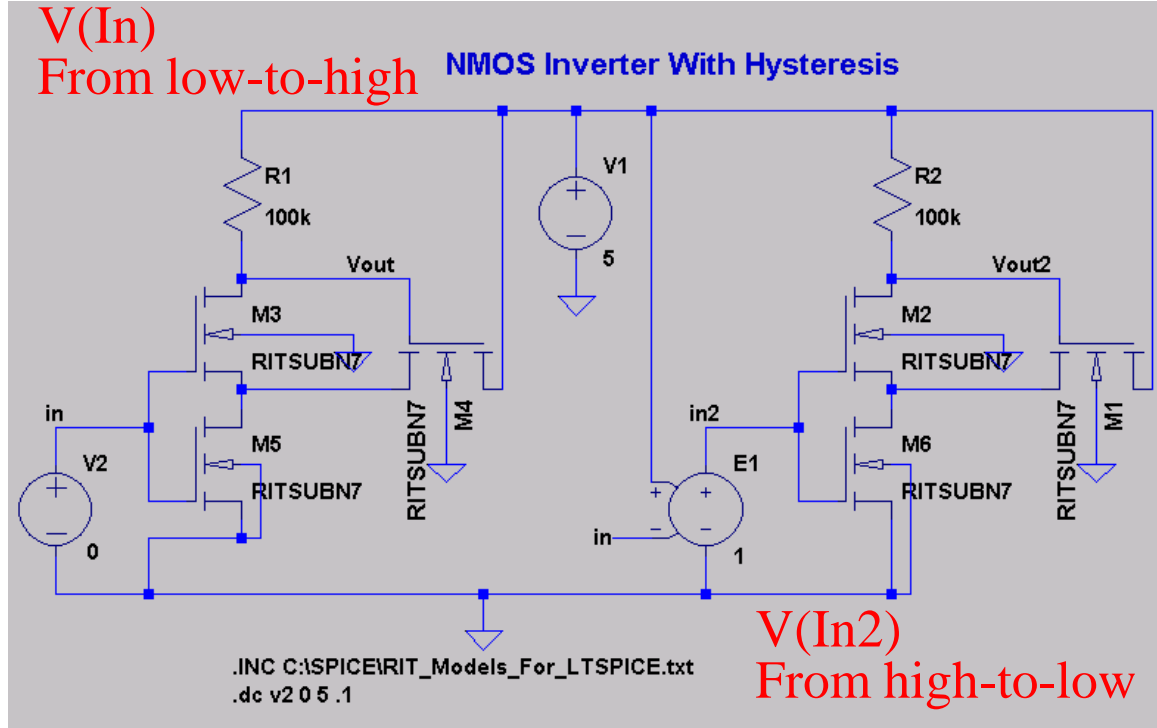 V(In)
From low-to-high
NMOS Inverter With Hysteresis
R1
100k
V1
5
R2
100k
Vout
Vout2
M3
RITSUBN7
M2
RITSUBN7
in
V2
0
M5
RITSUBN7
RITSUBN7
M4
in2
E1
in
1
M6
RITSUBN7
RITSUBN7
M1
V(In2)
From high-to-low
.INC C:\SPICE\RIT_Models_For_LTSPICE.txt
.dc v2 0 5 .1